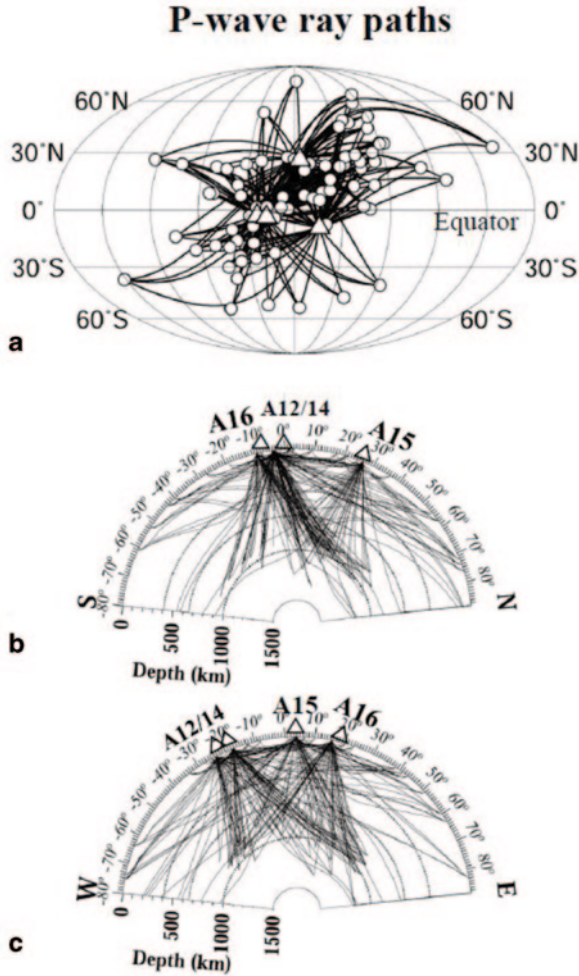 P-wave ray paths
60°N 60°N
30°N 30°N
0° 0°
Equator
30°S 30°S
60°S 60°S
a
A16 A12/14 A15
-80° -70° -60° -50° -40° -30° -20° -10° 0° 10° 20° 30° 40° 50° 60° 70° 80°
S N
0 500 1000 1500
Depth (km)
b
A12/14 A15 A16
-80° -70° -60° -50° -40° -30° -20° -10° 0° 10° 20° 30° 40° 50° 60° 70° 80°
W E
0 500 1000 1500
Depth (km)
c